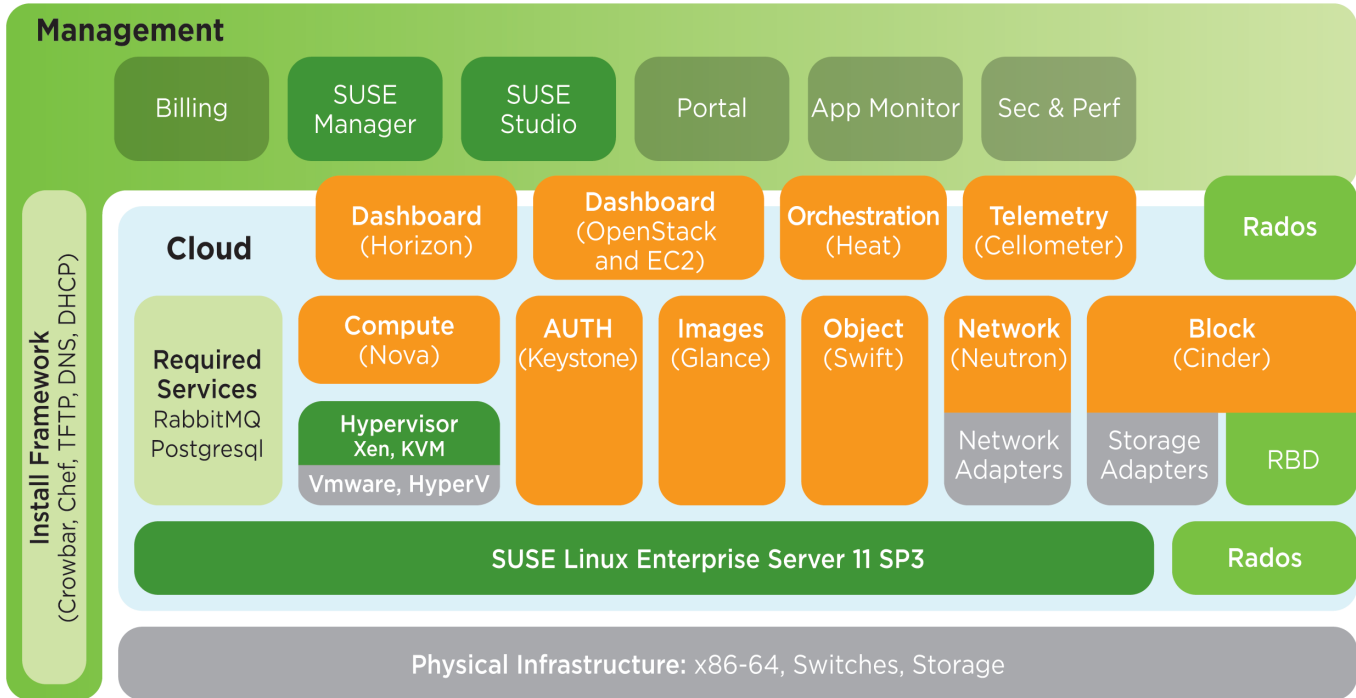 Management
Billing
SUSE
Manager
SUSE
Studio
Portal
App Monitor
Sec & Perf
Install Framework
(Crowbar, Chef, TFTP, DNS, DHCP)
Cloud
Dashboard
(Horizon)
Dashboard
(OpenStack
and EC2)
Orchestration
(Heat)
Telemetry
(Cellometer)
Rados
Required
Services
RabbitMQ
Postgresql
Compute
(Nova)
Hypervisor
Xen, KVM
Vmware, HyperV
AUTH
(Keystone)
Images
(Glance)
Object
(Swift)
Network
(Neutron)
Network
Adapters
Block
(Cinder)
Storage
Adapters
RBD
SUSE Linux Enterprise Server 11 SP3
Rados
Physical Infrastructure: x86-64, Switches, Storage